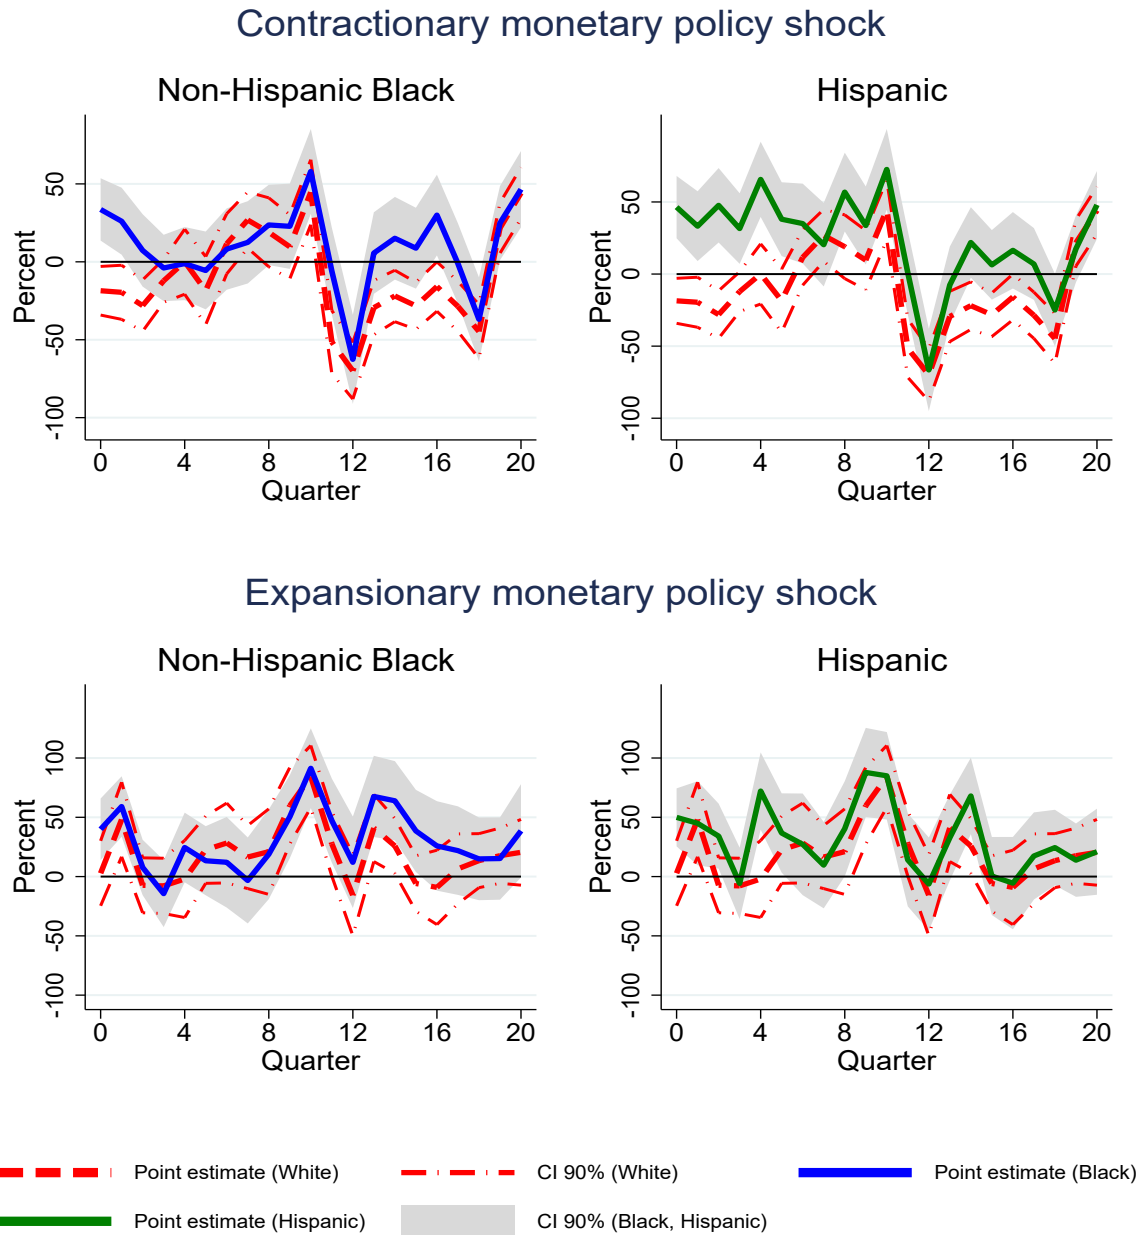 Contractionary monetary policy shock
Non-Hispanic Black
Hispanic
Percent
50
0
-50
-100
0 4 8 12 16 20
Quarter
Percent
50
0
-50
-100
0 4 8 12 16 20
Quarter
Expansionary monetary policy shock
Non-Hispanic Black
Hispanic
Percent
100
50
0
-50
-100
0 4 8 12 16 20
Quarter
Percent
100
50
0
-50
-100
0 4 8 12 16 20
Quarter
Point estimate (White)
CI 90% (White)
Point estimate (Black)
Point estimate (Hispanic)
CI 90% (Black, Hispanic)